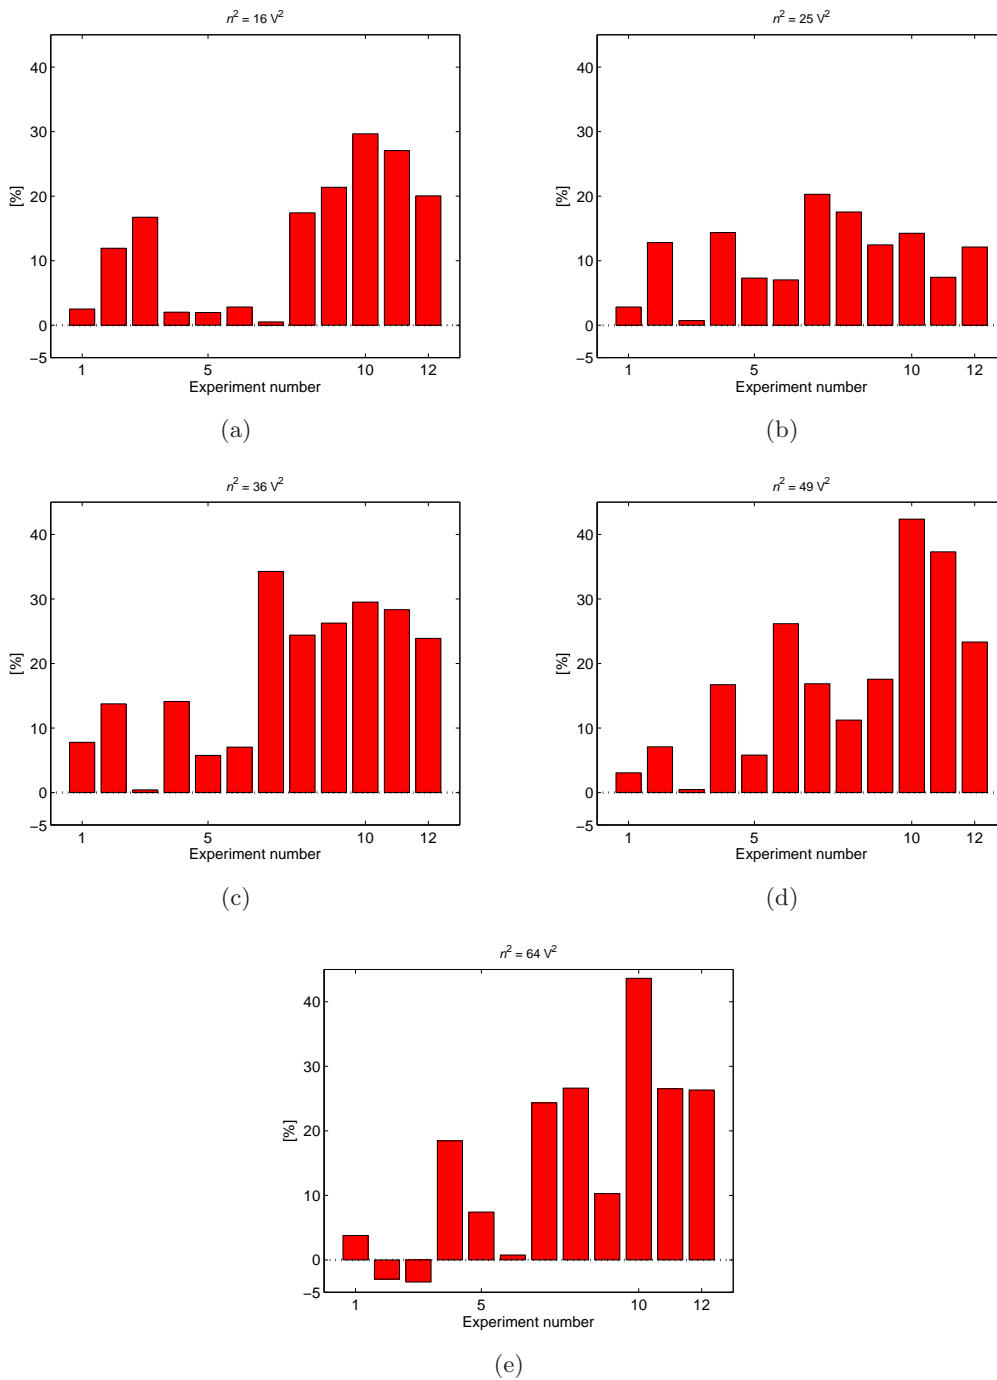 n² = 16 V²
40
30
20
10
0
−5
[%]
1 5 10 12
Experiment number
(a)
n² = 25 V²
40
30
20
10
0
−5
[%]
1 5 10 12
Experiment number
(b)
n² = 36 V²
40
30
20
10
0
−5
[%]
1 5 10 12
Experiment number
(c)
n² = 49 V²
40
30
20
10
0
−5
[%]
1 5 10 12
Experiment number
(d)
n² = 64 V²
40
30
20
10
0
−5
[%]
1 5 10 12
Experiment number
(e)